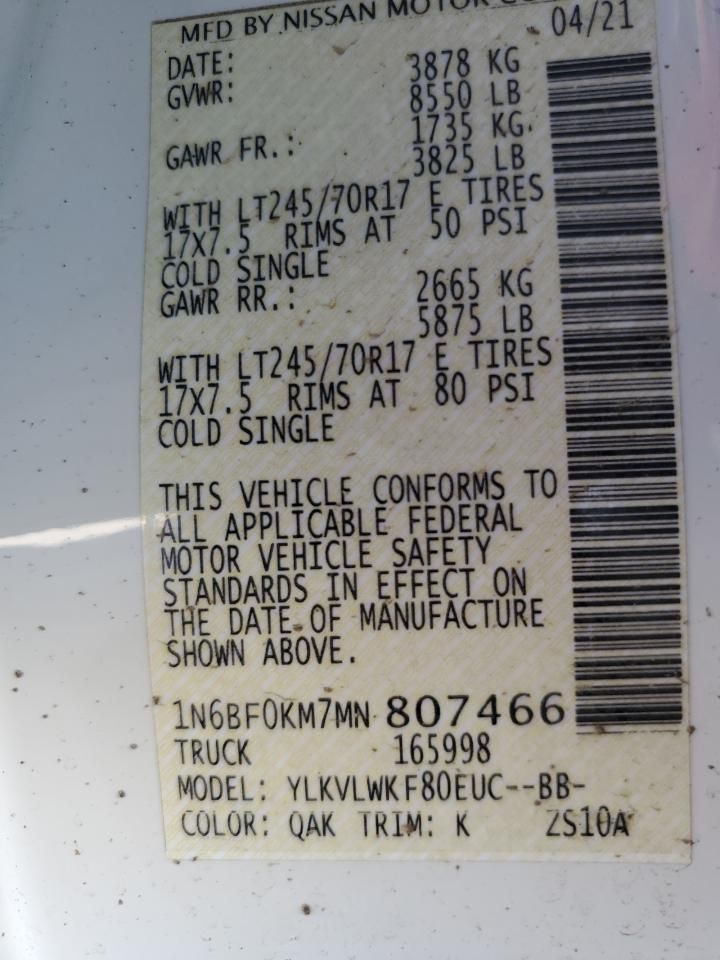 MFD BY NISSAN MOTOR CO
DATE: 04/21
GVWR: 3878 KG
8550 LB
GAWR FR.: 1735 KG
3825 LB
WITH LT245/70R17 E TIRES
17X7.5 RIMS AT 50 PSI
COLD SINGLE
GAWR RR.: 2665 KG
5875 LB
WITH LT245/70R17 E TIRES
17X7.5 RIMS AT 80 PSI
COLD SINGLE
THIS VEHICLE CONFORMS TO
ALL APPLICABLE FEDERAL
MOTOR VEHICLE SAFETY
STANDARDS IN EFFECT ON
THE DATE OF MANUFACTURE
SHOWN ABOVE.
1N6BF0KM7MN 807466
TRUCK 165998
MODEL: YLKVLWKF80EUC--BB-
COLOR: QAK TRIM: K ZS10A